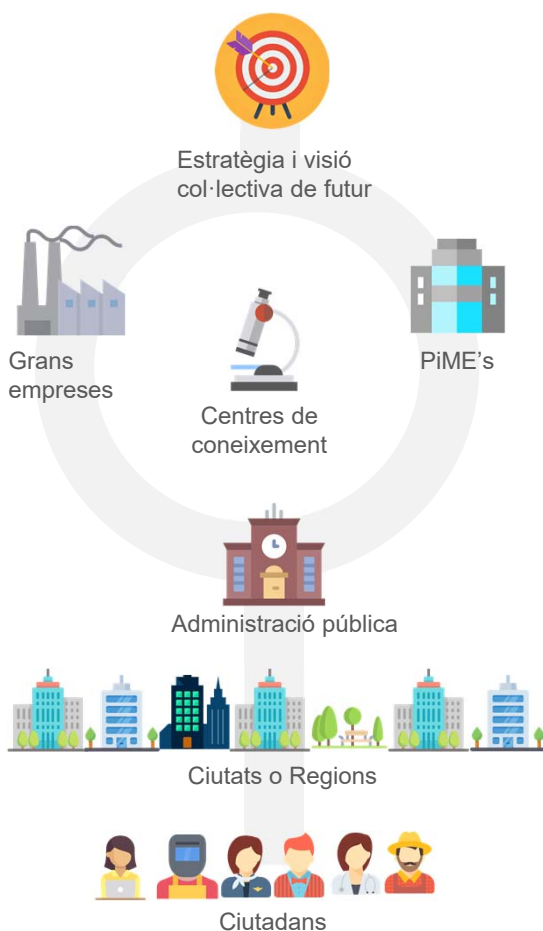 Estratègia i visió
col·lectiva de futur
Grans
empreses
PiME's
Centres de
coneixement
Administració pública
Ciutats o Regions
Ciutadans